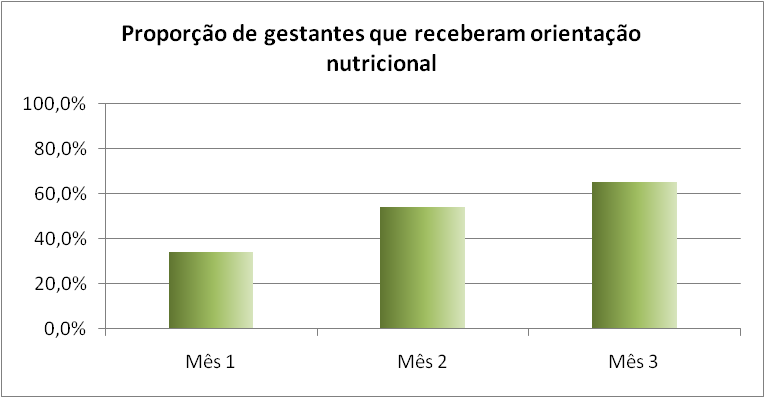 Proporção de gestantes que receberam orientação
nutricional
100,0%
80,0%
60,0%
40,0%
20,0%
0,0%
Mês 1
Mês 2
Mês 3